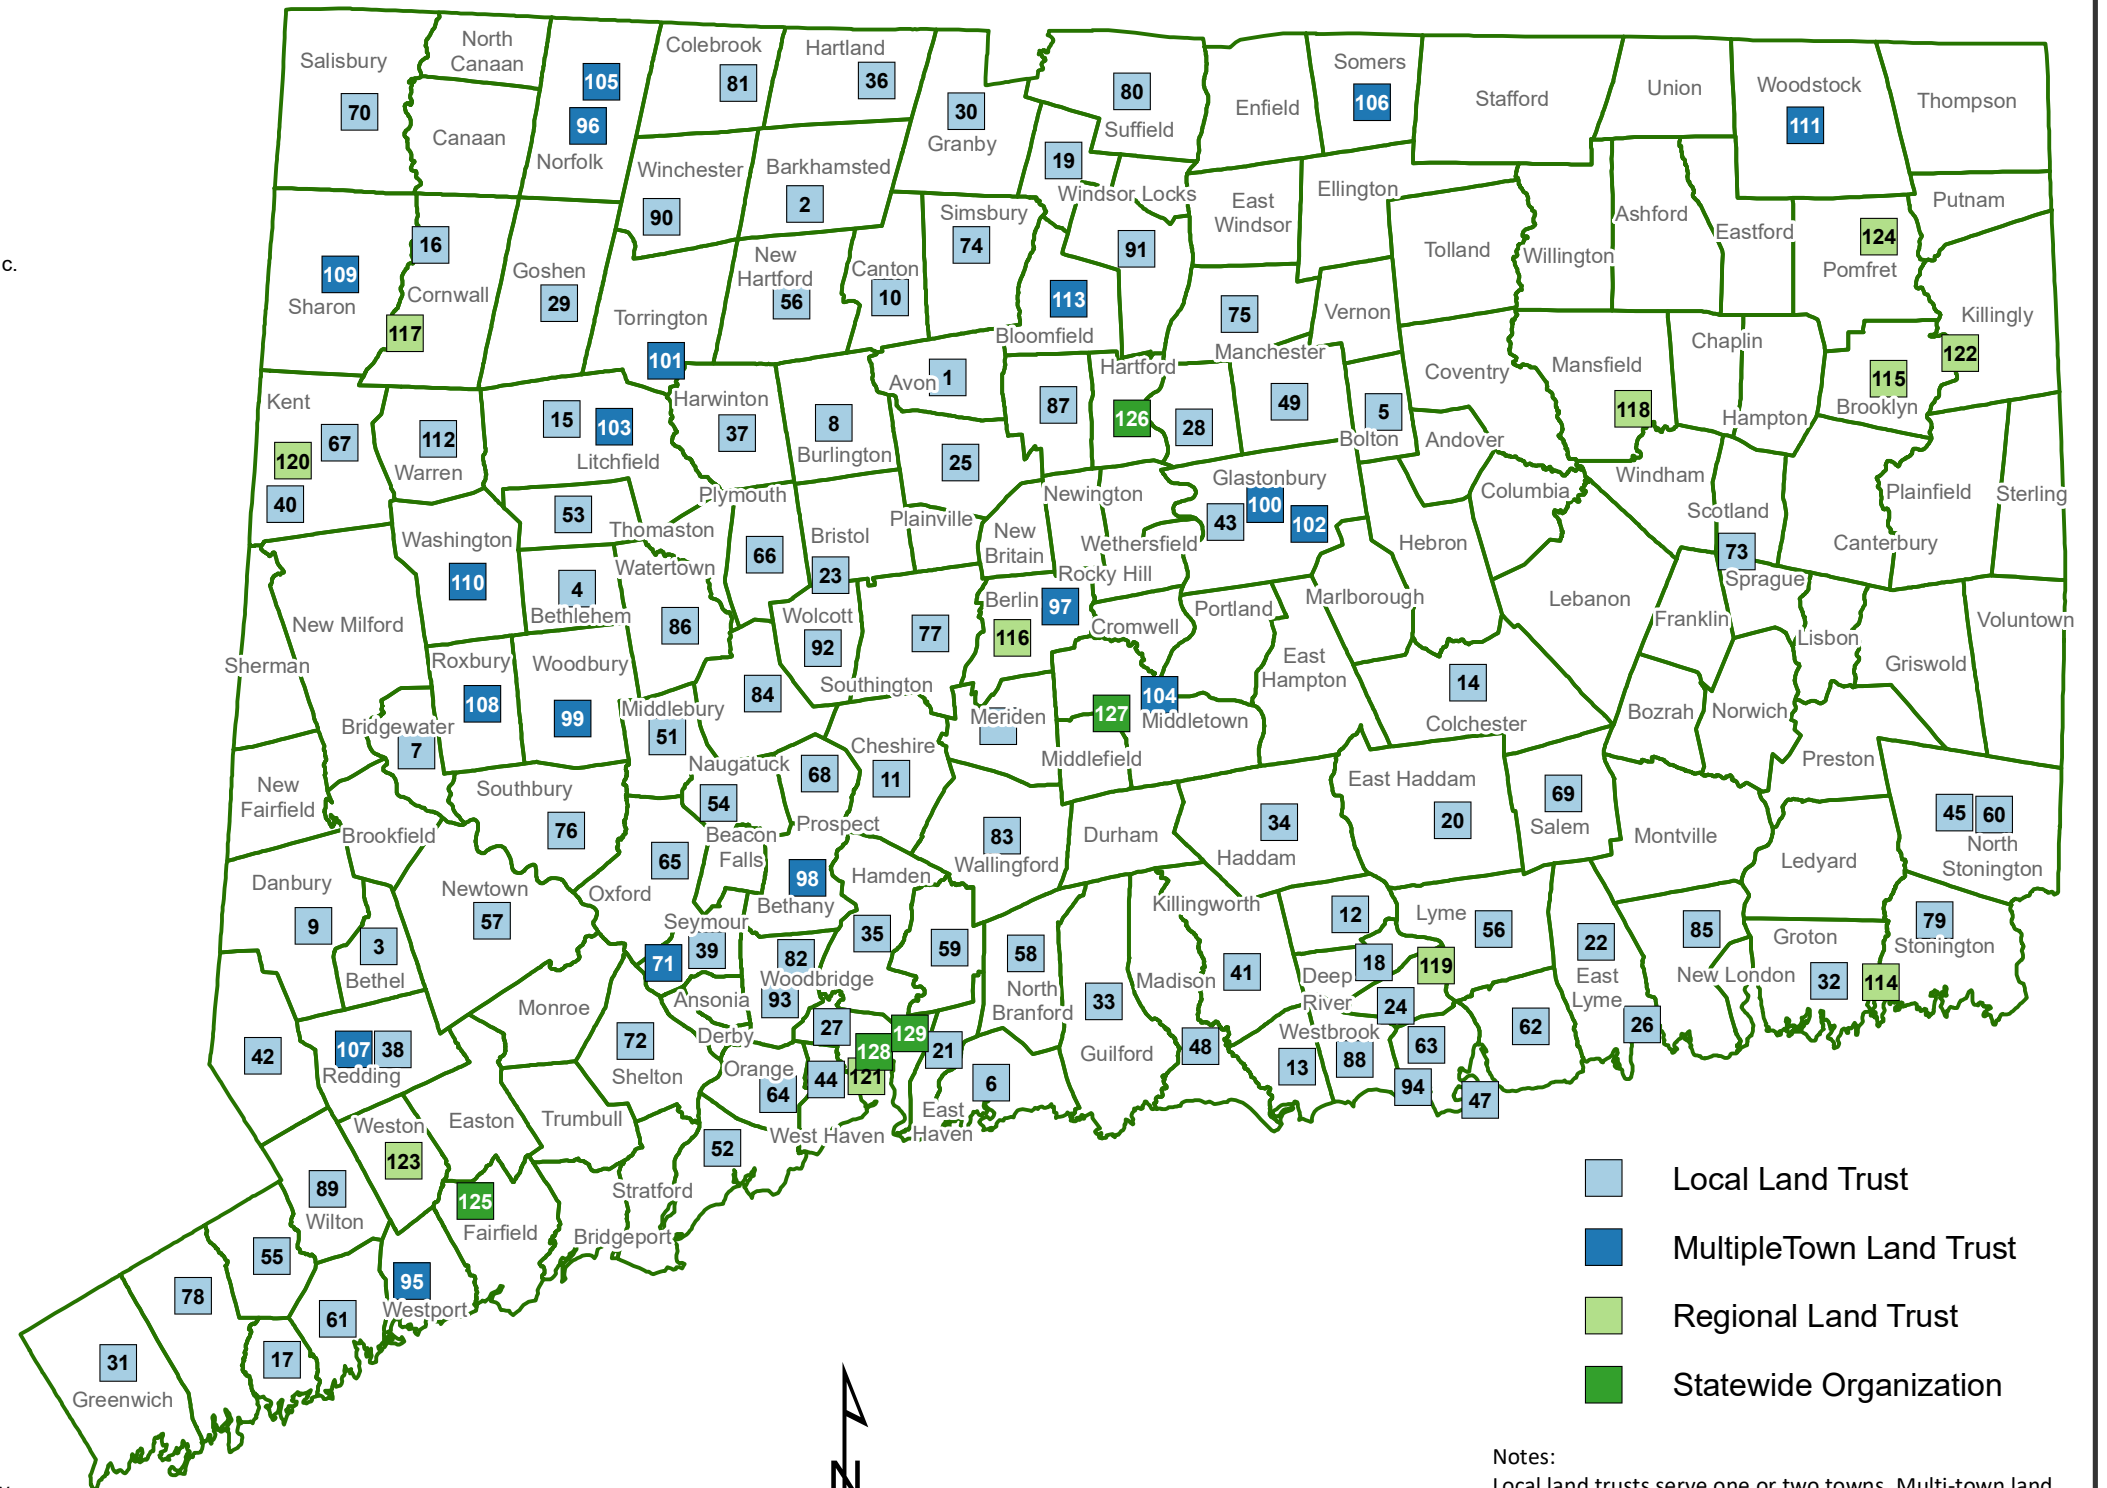 North
Canaan
Colebrook
Hartland
Salisbury
Somers
105
81
36
80
Woodstock
Union
Stafford
Thompson
70
96
30
Enfield
106
111
Canaan
Granby
Suffield
Norfolk
19
Winchester
Barkhamsted
Windsor Locks
Ellington
2
90
Simsbury
East
Windsor
Ashford
Putnam
16
74
91
Tolland
Willington
Eastford
124
c.
109
Goshen
New
Hartford
Canton
Pomfret
Sharon
Cornwall
29
56
10
113
75
Vernon
Killingly
117
Torrington
Bloomfield
Manchester
Chaplin
101
Avon
1
Hartford
Coventry
Mansfield
122
115
Kent
Harwinton
87
126
28
49
5
118
Hampton
Brooklyn
67
112
15
103
37
8
Bolton
Andover
120
Warren
Litchfield
Burlington
25
Windham
40
53
Plymouth
Newington
Glastonbury
Columbia
Plainfield
Sterling
Thomaston
Plainville
43
100
102
Scotland
Washington
66
Bristol
New
Britain
Wethersfield
Hebron
73
Canterbury
110
4
Watertown
23
Rocky Hill
Sprague
Bethlehem
Berlin
97
Marlborough
Lebanon
New Milford
86
Wolcott
77
116
Cromwell
Portland
Franklin
Lisbon
Voluntown
Sherman
Roxbury
Woodbury
92
East
Hampton
Griswold
84
Southington
104
14
108
99
Middlebury
Meriden
127
Middletown
Bozrah
Norwich
Bridgewater
7
51
Cheshire
Middlefield
Colchester
Preston
New
Fairfield
Southbury
Naugatuck
68
11
East Haddam
54
69
45
60
Brookfield
76
Beacon
Falls
Prospect
83
Durham
34
20
Salem
Montville
North
Stonington
65
Wallingford
Haddam
Ledyard
Danbury
Newtown
Oxford
98
Hamden
Bethany
Killingworth
9
57
Seymour
35
12
Lyme
56
85
79
3
39
82
59
58
22
Groton
Stonington
Bethel
71
Woodbridge
Madison
41
Deep
River
18
119
East
Lyme
New London
32
114
Monroe
Ansonia
93
North
Branford
33
24
42
107
38
72
Derby
27
129
128
21
Guilford
48
Westbrook
62
26
Redding
Shelton
Orange
64
44
121
6
13
88
63
94
47
Weston
Easton
Trumbull
West Haven
East
Haven
123
52
89
125
Stratford
Local Land Trust
Wilton
Fairfield
Bridgeport
55
MultipleTown Land Trust
78
95
61
Westport
Regional Land Trust
31
17
Greenwich
Statewide Organization
N
Notes:
Local land trusts serve one or two towns. Multi-town land